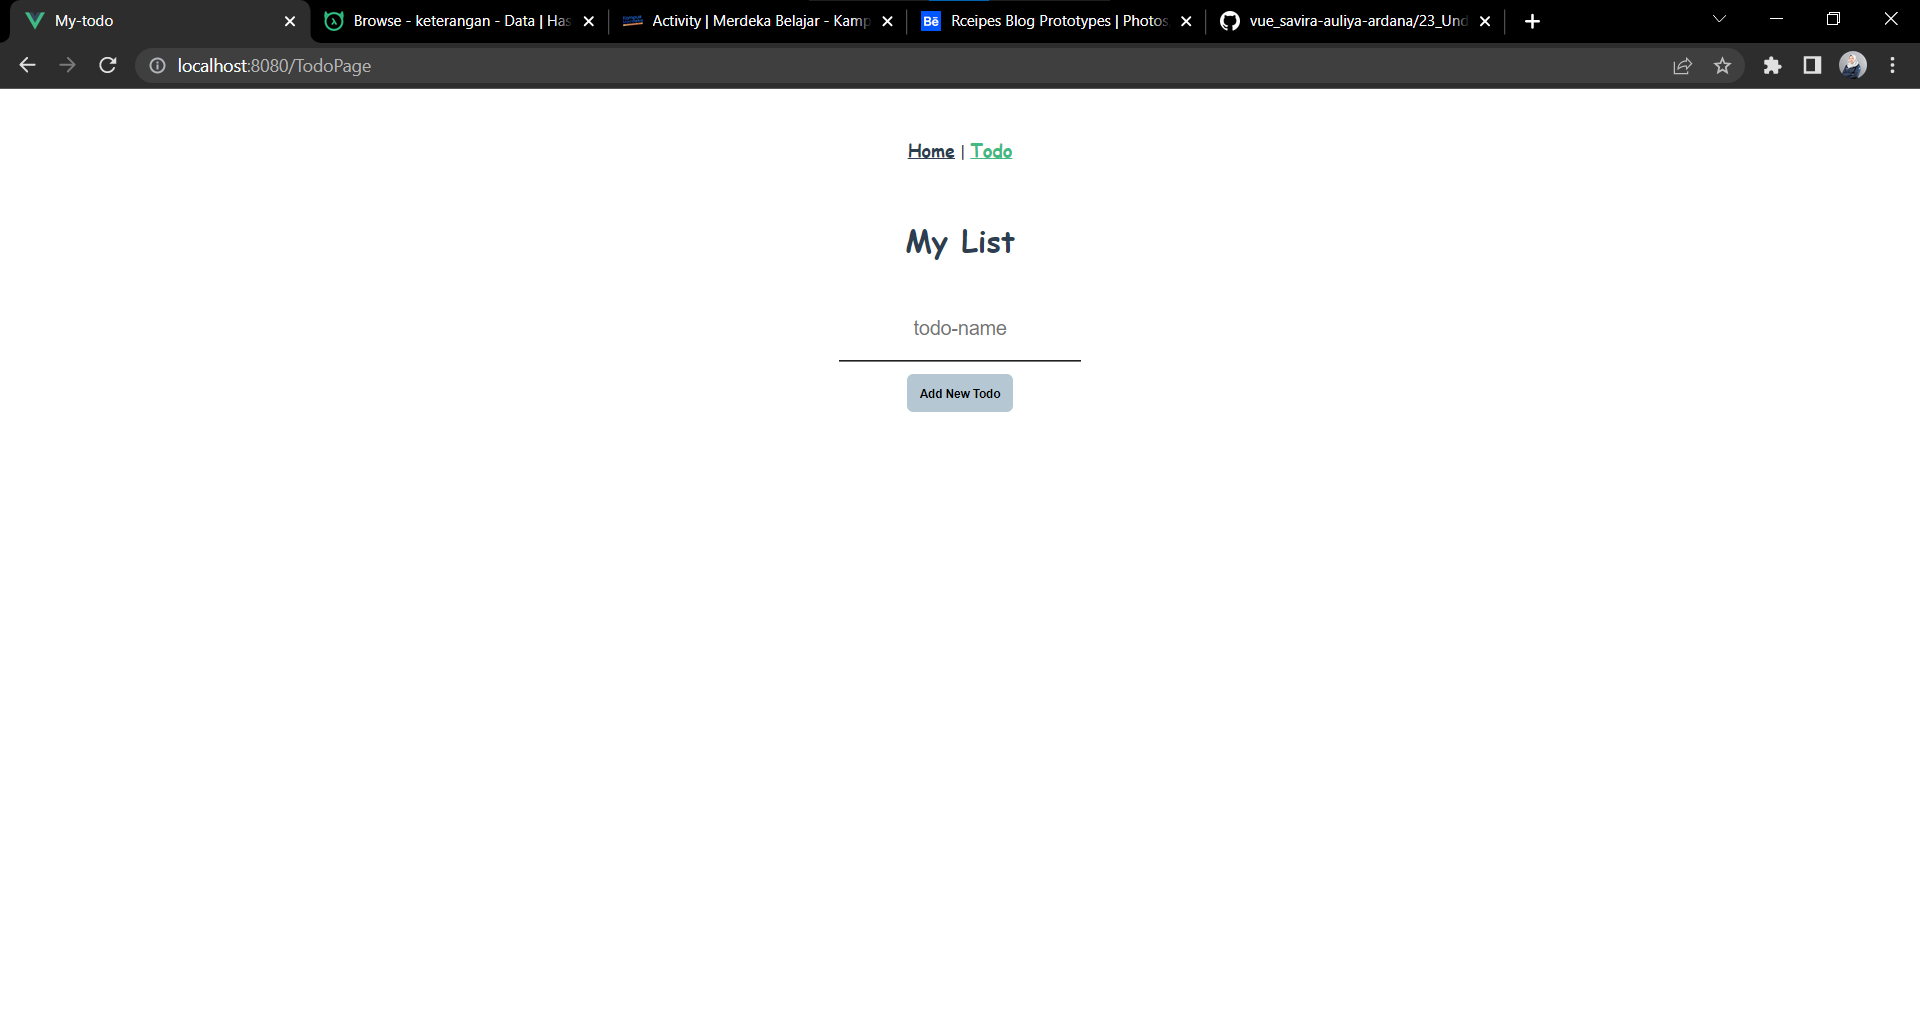 My-todo
Browse - keterangan - Data | Has
Activity | Merdeka Belajar - Kamp
Bē
Rceipes Blog Prototypes | Photos
vue_savira-auliya-ardana/23_Und
localhost:8080/TodoPage
Home | Todo
My List
todo-name
Add New Todo